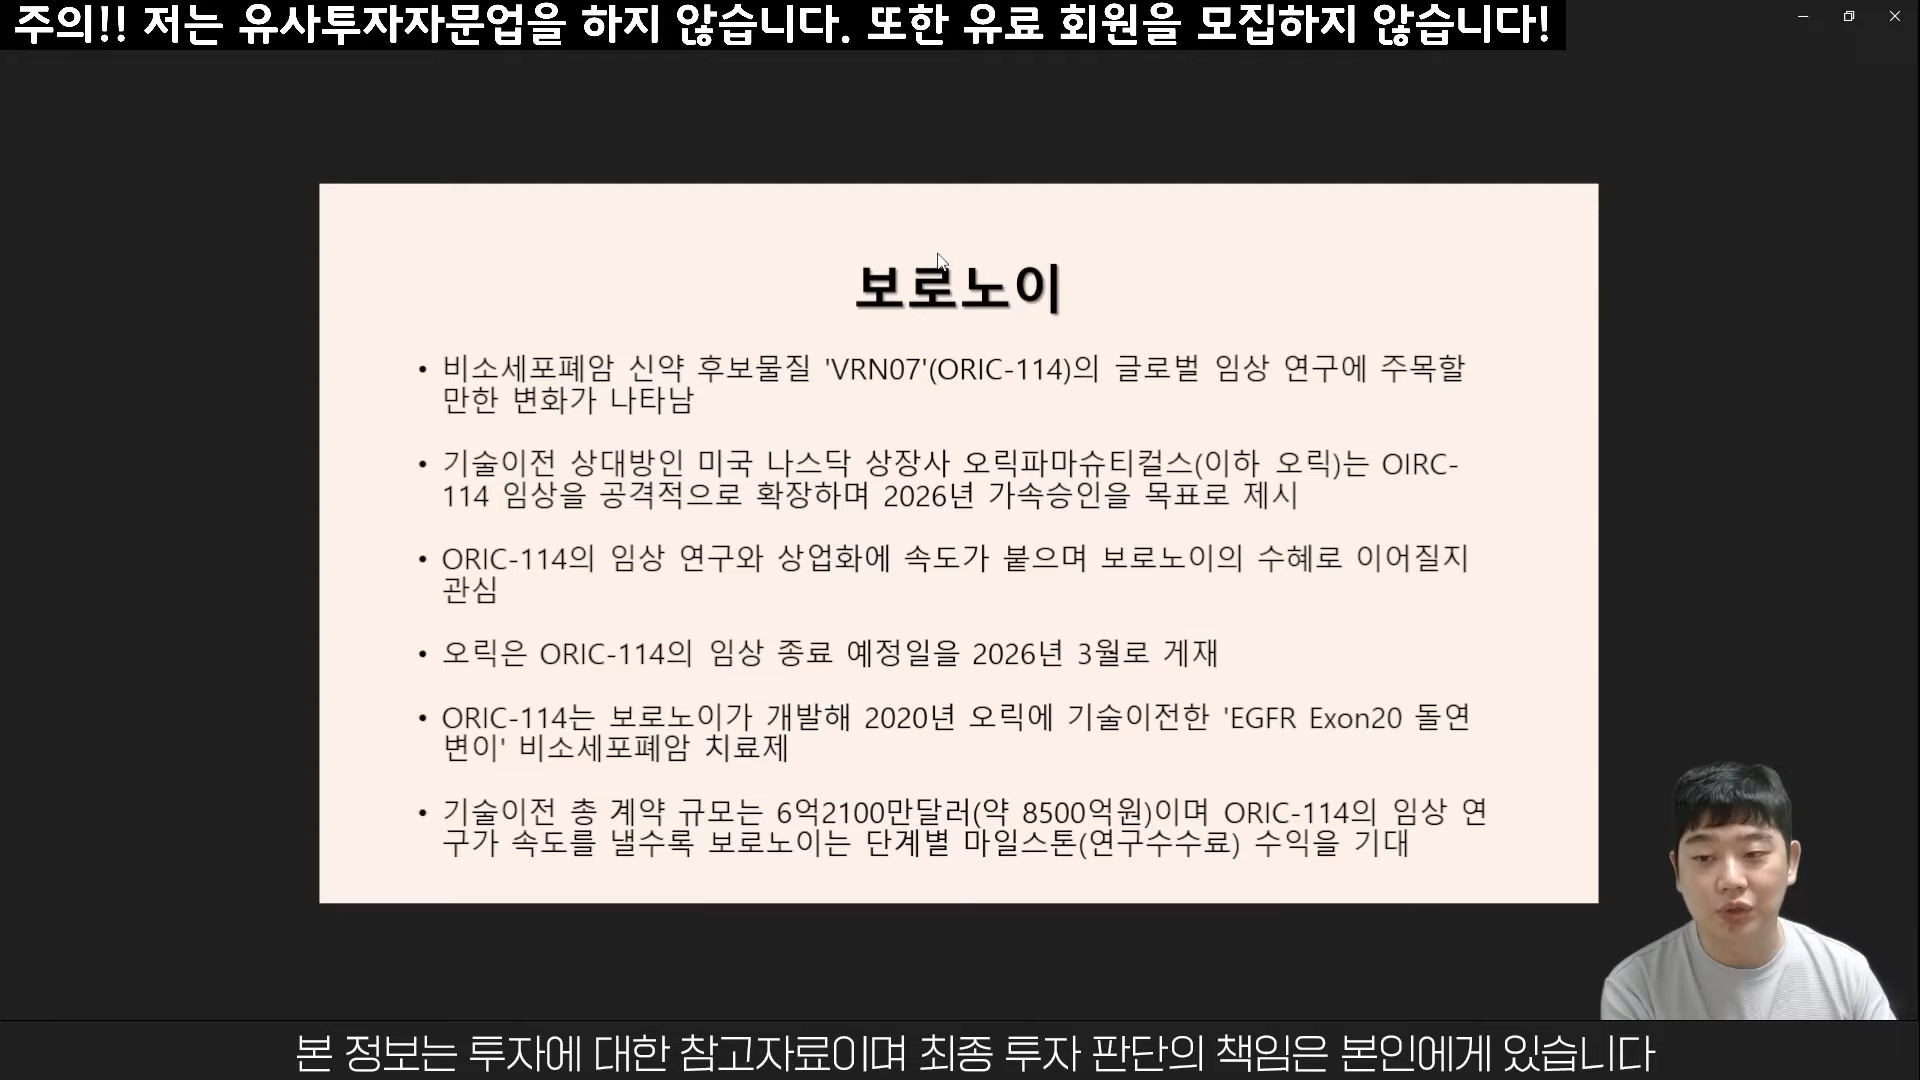 주의!! 저는 유사투자자문업을 하지 않습니다. 또한 유료 회원을 모집하지 않습니다!
보로노이
• 비소세포폐암 신약 후보물질 'VRN07'(ORIC-114)의 글로벌 임상 연구에 주목할
만한 변화가 나타남
• 기술이전 상대방인 미국 나스닥 상장사 오릭파마슈티컬스(이하 오릭)는 OIRC-
114 임상을 공격적으로 확장하며 2026년 가속승인을 목표로 제시
• ORIC-114의 임상 연구와 상업화에 속도가 붙으며 보로노이의 수혜로 이어질지
관심
• 오릭은 ORIC-114의 임상 종료 예정일을 2026년 3월로 게재
• ORIC-114는 보로노이가 개발해 2020년 오릭에 기술이전한 'EGFR Exon20 돌연
변이' 비소세포폐암 치료제
• 기술이전 총 계약 규모는 6억2100만달러(약 8500억원)이며 ORIC-114의 임상 연
구가 속도를 낼수록 보로노이는 단계별 마일스톤(연구수수료) 수익을 기대
본 정보는 투자에 대한 참고자료이며 최종 투자 판단의 책임은 본인에게 있습니다